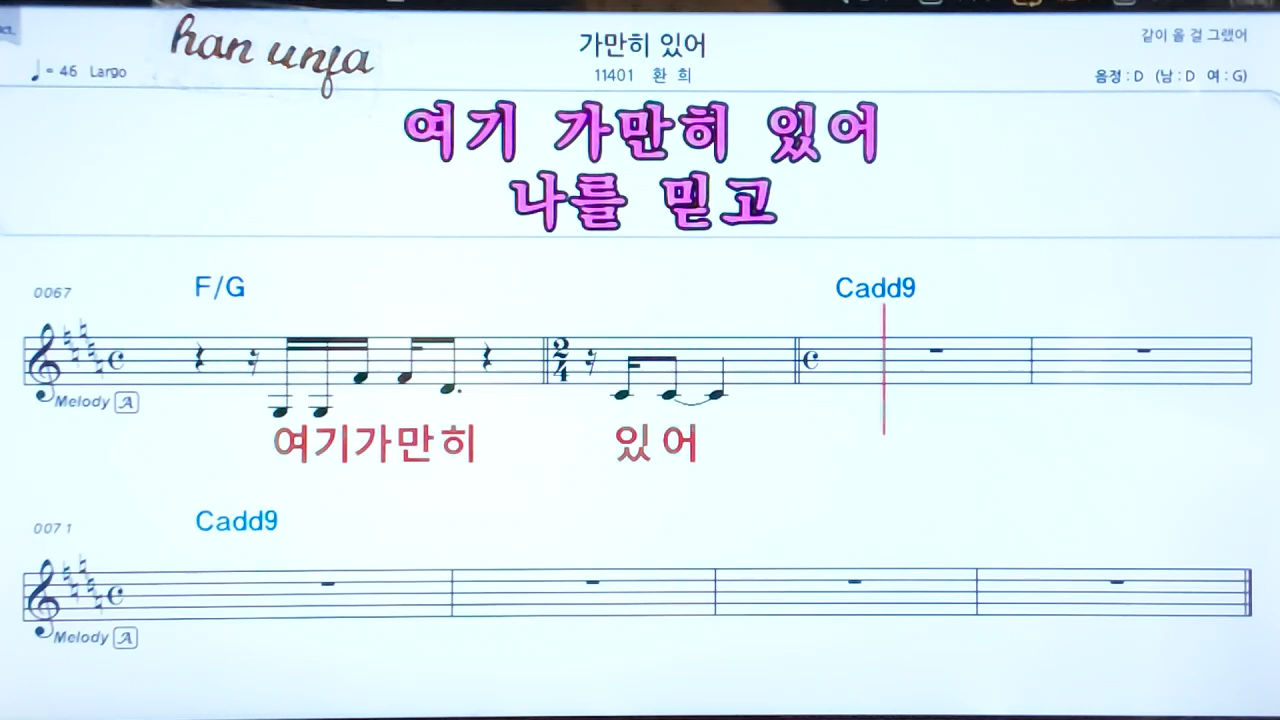 han unja
가만히 있어
같이 올 걸 그랬어
♩= 46 Largo
11401 환 희
음정 : D (남 : D 여 : G)
여기 가만히 있어
나를 믿고
0067
F/G
Cadd9
2
4
Melody A
여기가만히 있어
0071
Cadd9
Melody A